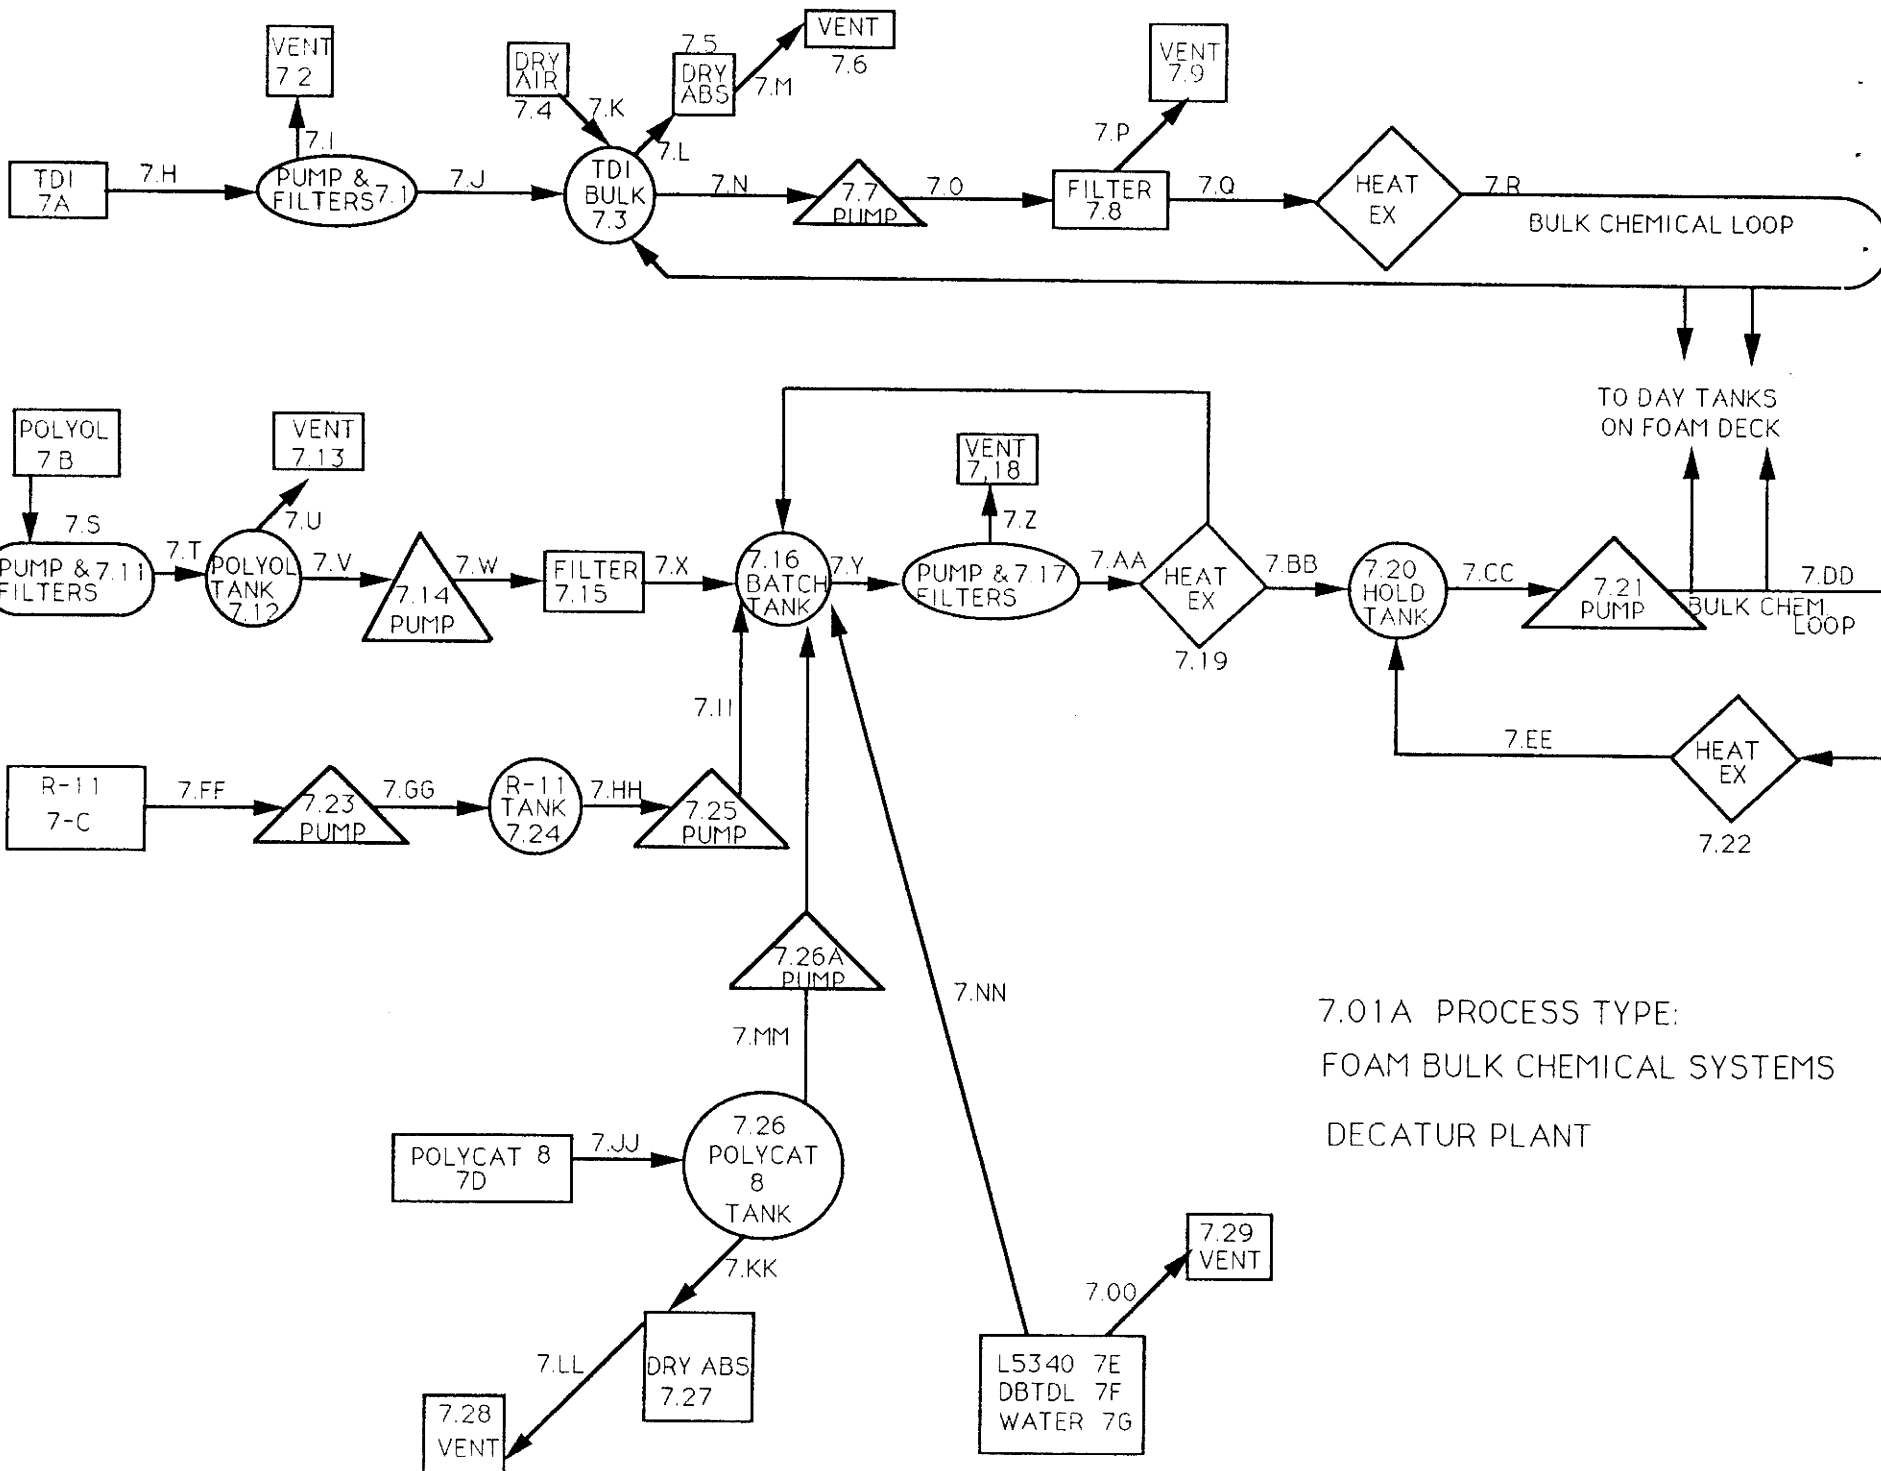 VENT
7.2
DRY
AIR
7.4
7.5
DRY
ABS
VENT
7.6
VENT
7.9
7.I
7.K
7.L
7.M
7.P
TDI
7A
7.H
PUMP &
FILTERS 7.1
7.J
TDI
BULK
7.3
7.N
7.7
PUMP
7.O
FILTER
7.8
7.Q
HEAT
EX
7.R
BULK CHEMICAL LOOP
TO DAY TANKS
ON FOAM DECK
POLYOL
7B
VENT
7.13
VENT
7,18
7.S
7.U
7.Z
PUMP & 7.11
FILTERS
7.T
POLYOL
TANK
7.12
7.V
7.14
PUMP
7.W
FILTER
7.15
7.X
7.16
BATCH
TANK
7.Y
PUMP & 7.17
FILTERS
7.AA
HEAT
EX
7.19
7.BB
7.20
HOLD
TANK
7.CC
7.21
PUMP
BULK CHEM.
LOOP
7.DD
7.II
7.EE
HEAT
EX
7.22
R-11
7-C
7.FF
7.23
PUMP
7.GG
R-11
TANK
7.24
7.HH
7.25
PUMP
7.26A
PUMP
7.NN
7.MM
7.01A PROCESS TYPE:
FOAM BULK CHEMICAL SYSTEMS
DECATUR PLANT
POLYCAT 8
7D
7.JJ
7.26
POLYCAT
8
TANK
7.KK
7.29
VENT
7.OO
7.LL
DRY ABS
7.27
7.28
VENT
L5340 7E
DBTDL 7F
WATER 7G